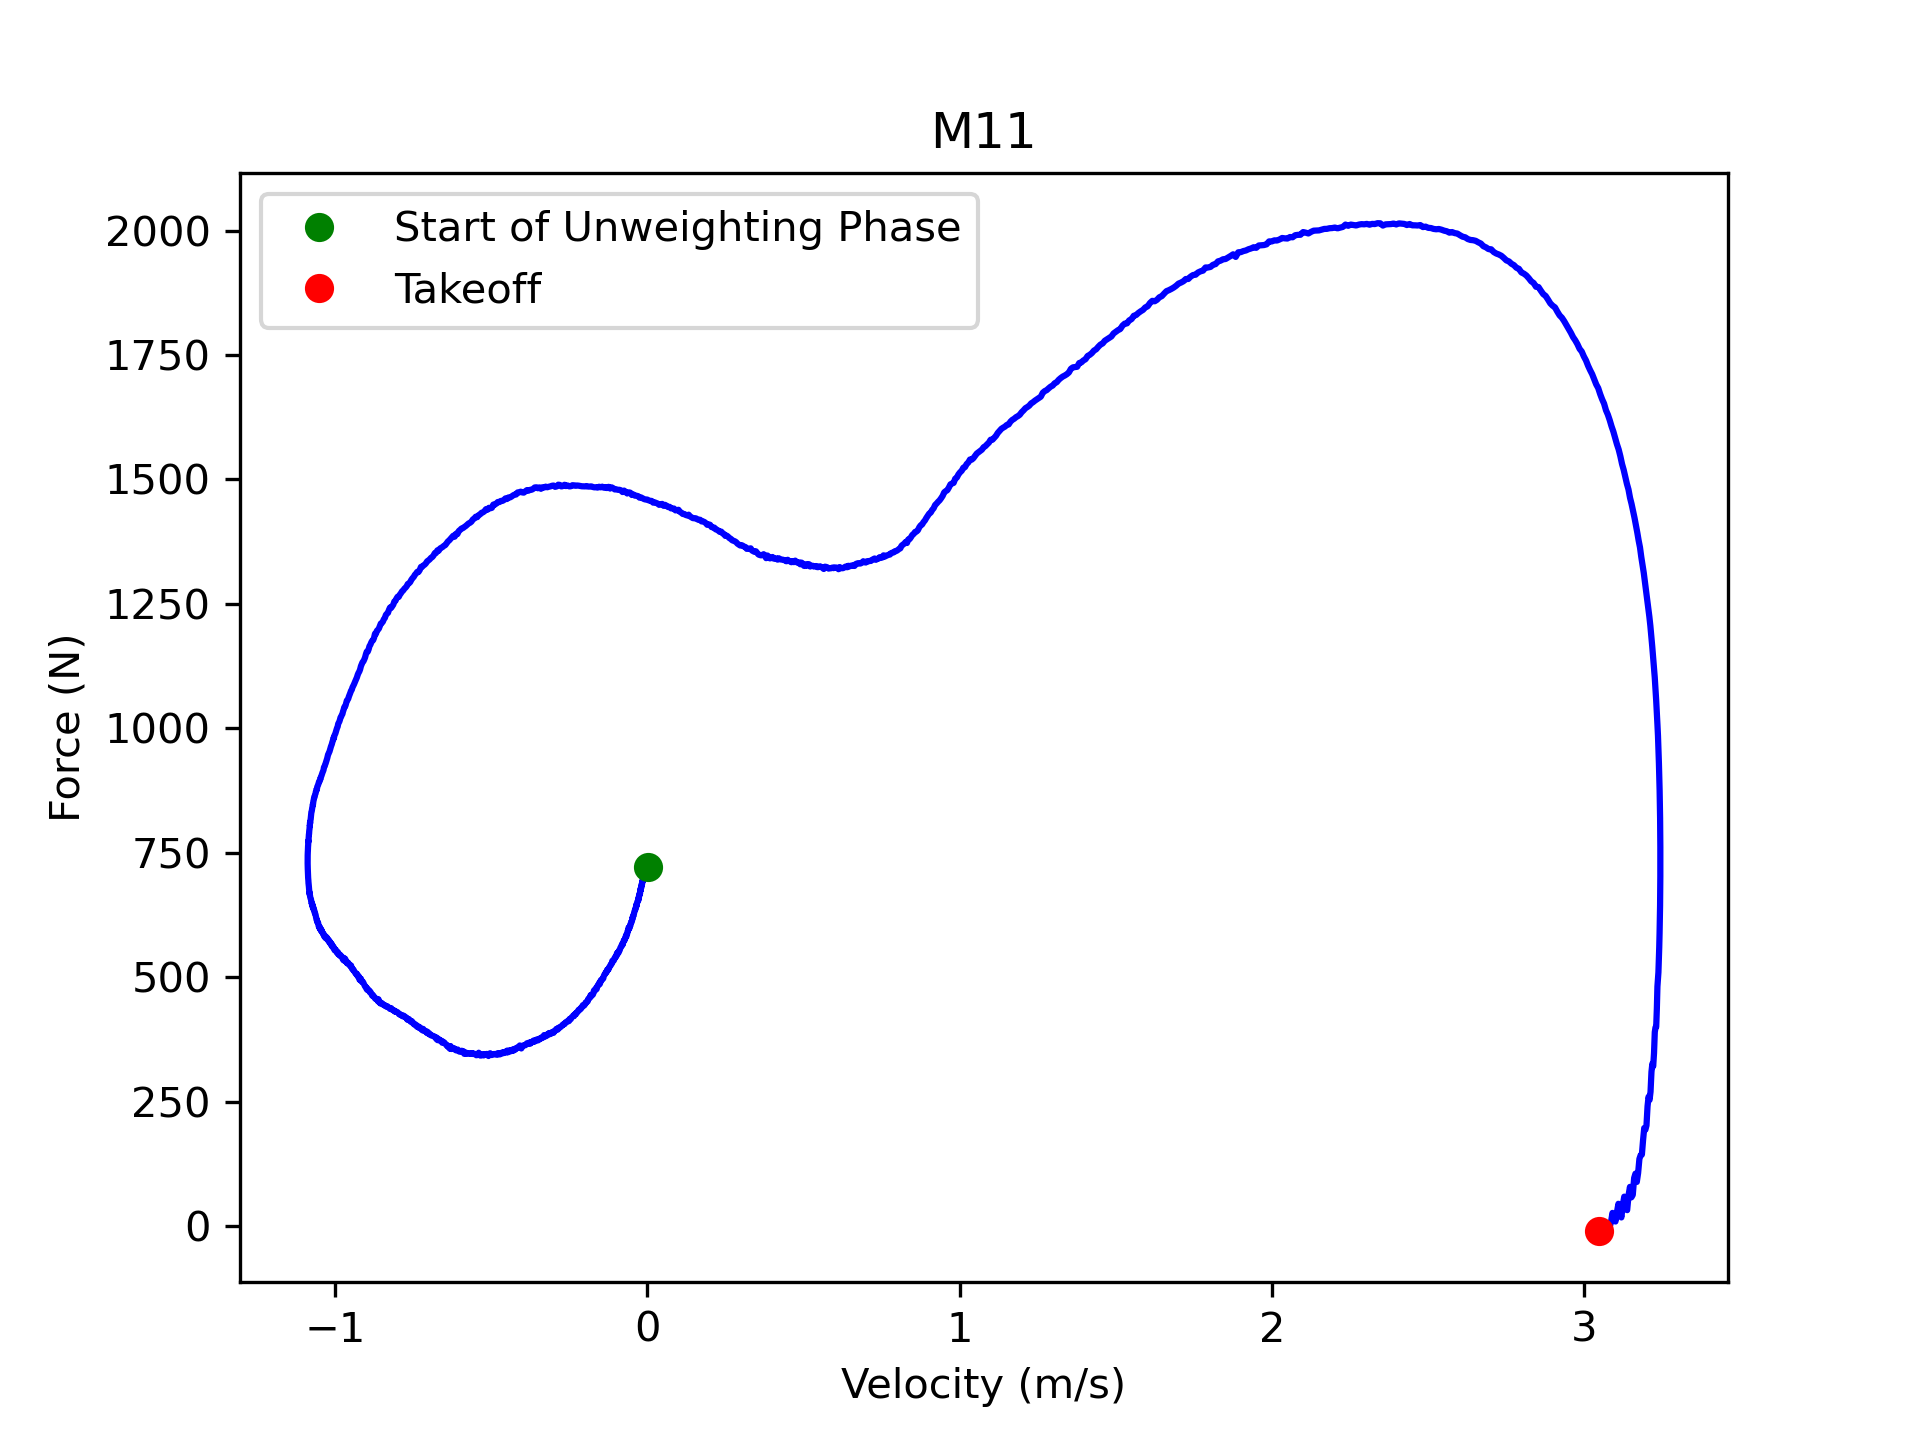 M11
Start of Unweighting Phase
Takeoff
2000
1750
1500
1250
1000
750
500
250
0
Force (N)
−1 0 1 2 3
Velocity (m/s)